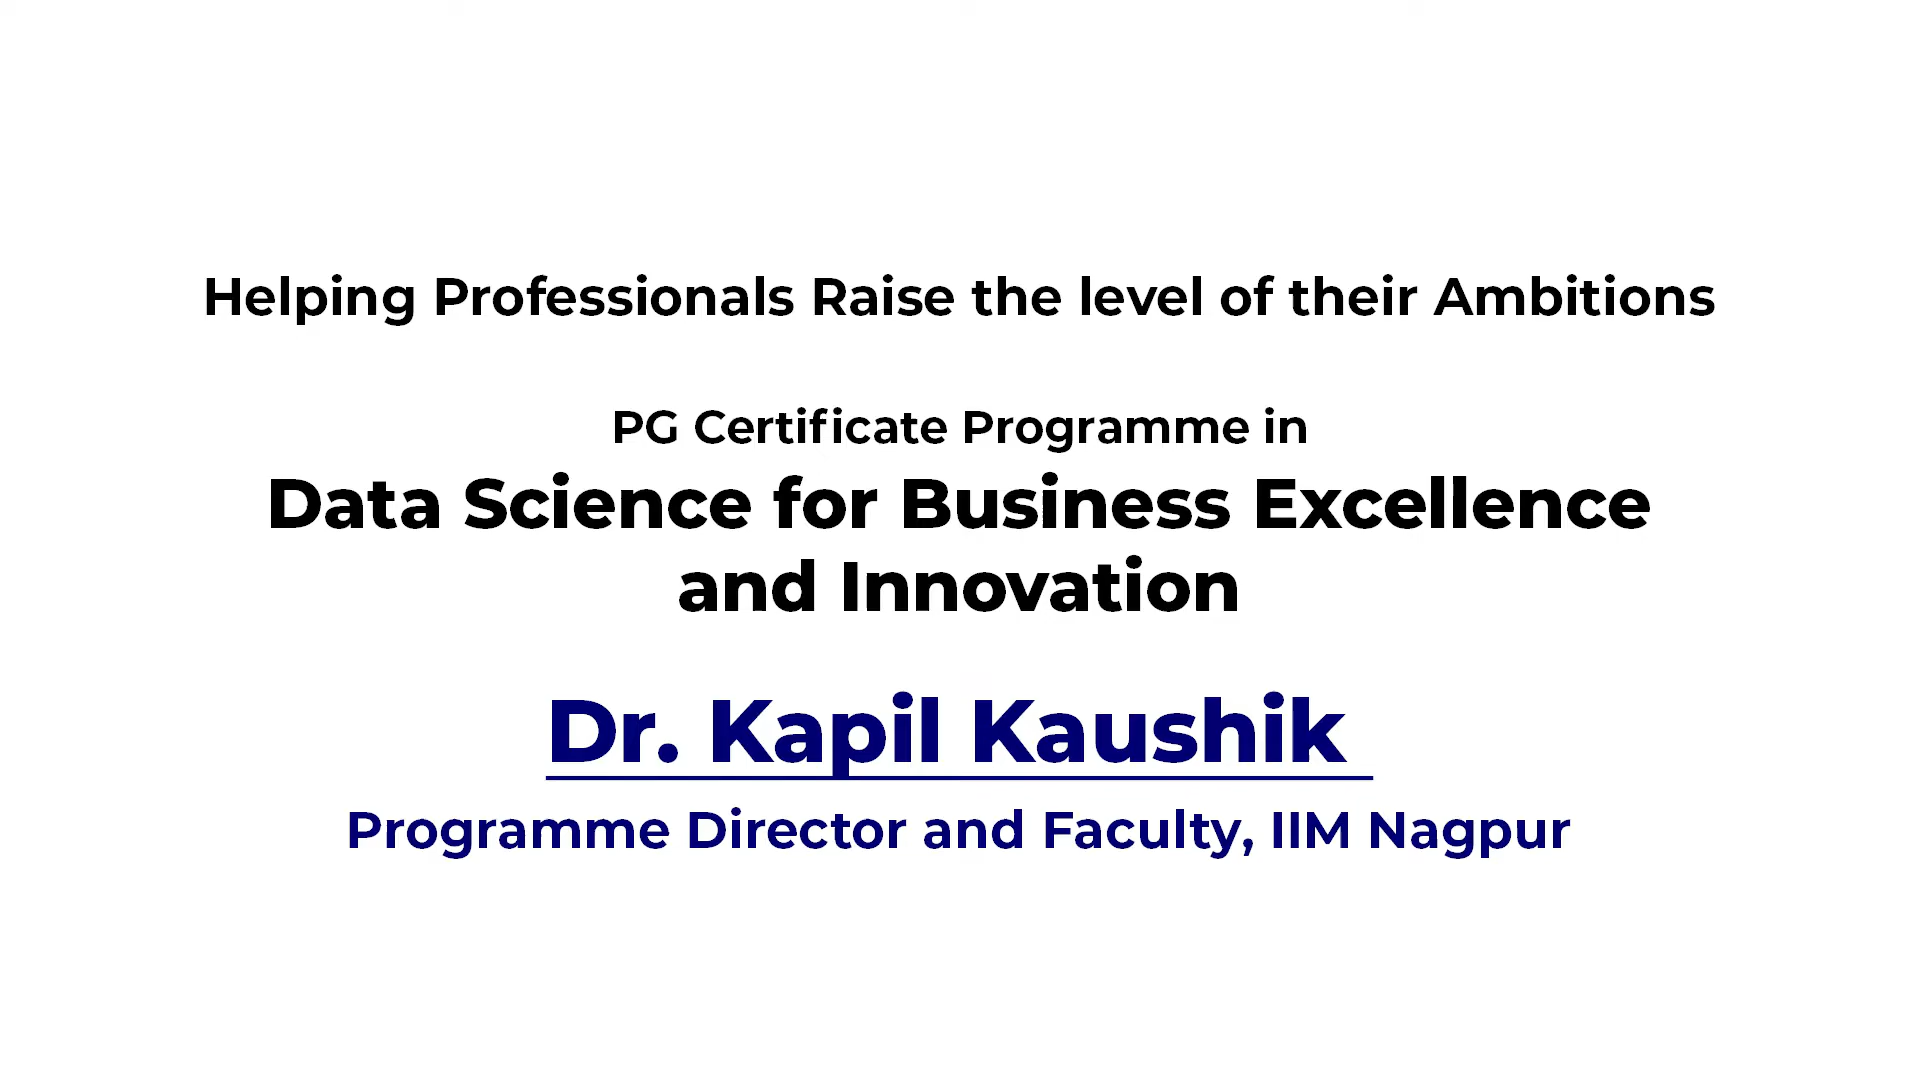 Helping Professionals Raise the level of their Ambitions
PG Certificate Programme in
Data Science for Business Excellence
and Innovation
Dr. Kapil Kaushik
Programme Director and Faculty, IIM Nagpur